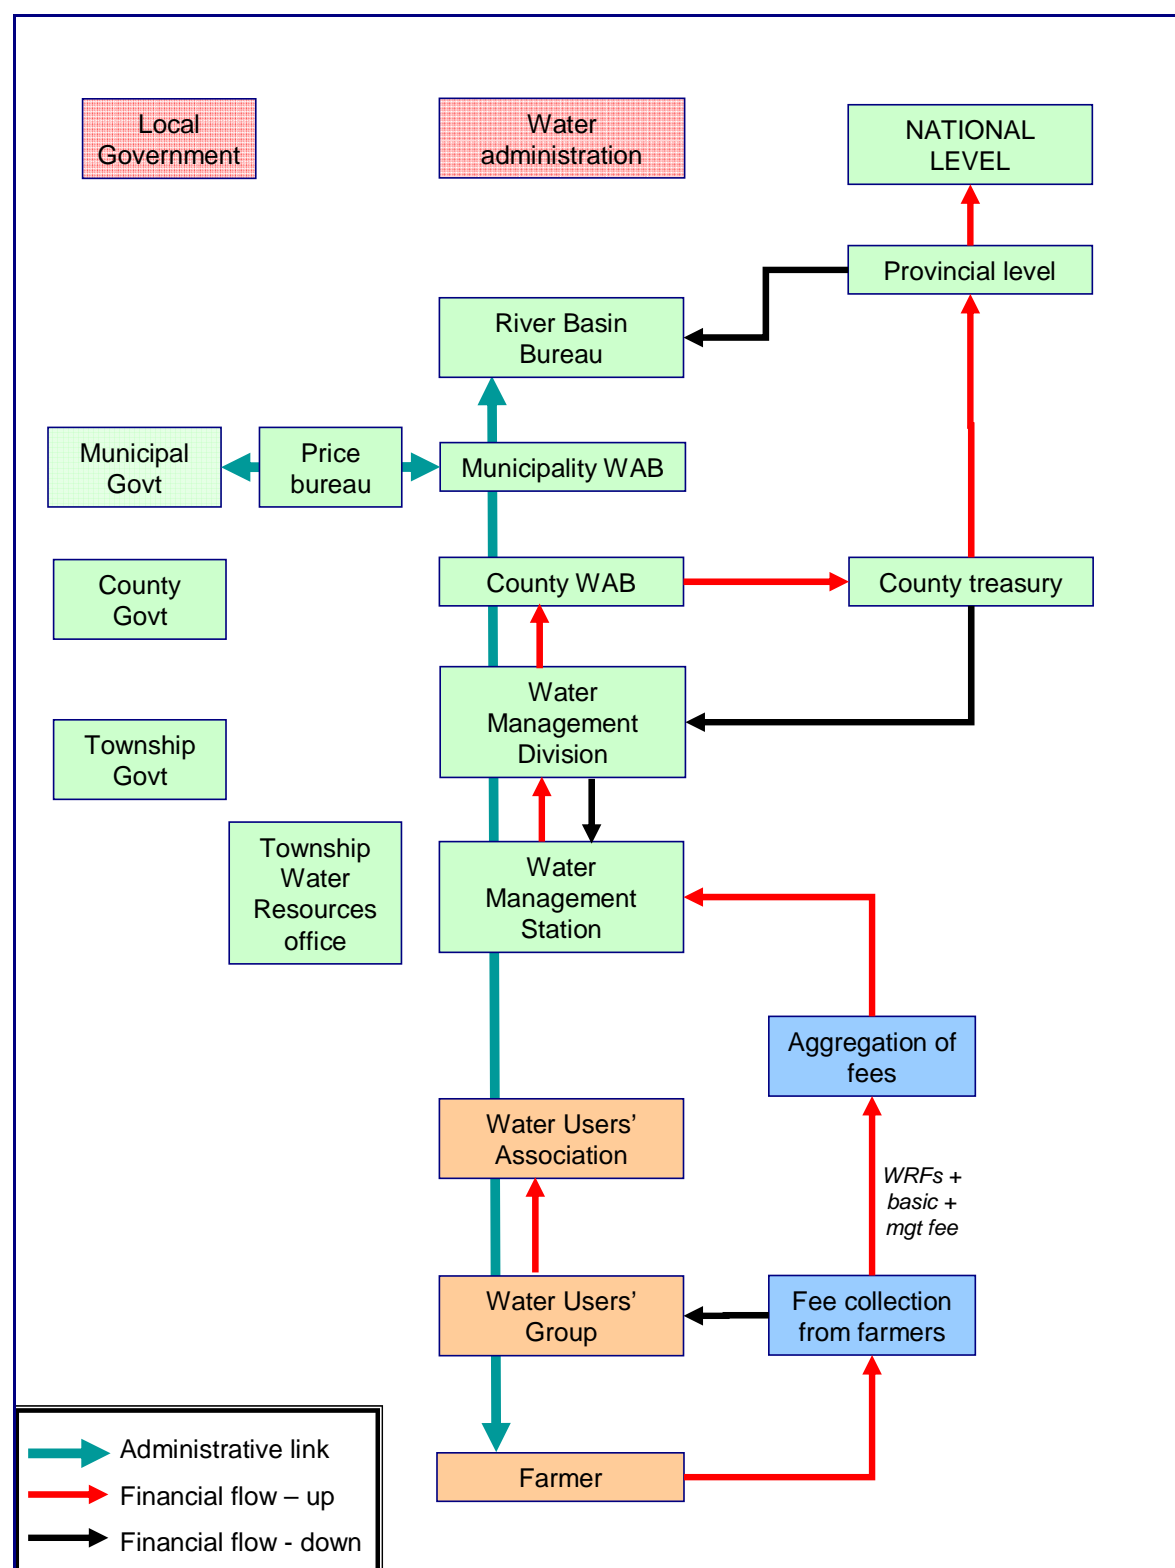 Local
Government
Water
administration
NATIONAL
LEVEL
Provincial level
River Basin
Bureau
Municipal
Govt
Price
bureau
Municipality WAB
County
Govt
County WAB
County treasury
Water
Management
Division
Township
Govt
Township
Water
Resources
office
Water
Management
Station
Aggregation of
fees
Water Users’
Association
WRFs +
basic +
mgt fee
Water Users’
Group
Fee collection
from farmers
Farmer
Administrative link
Financial flow – up
Financial flow - down